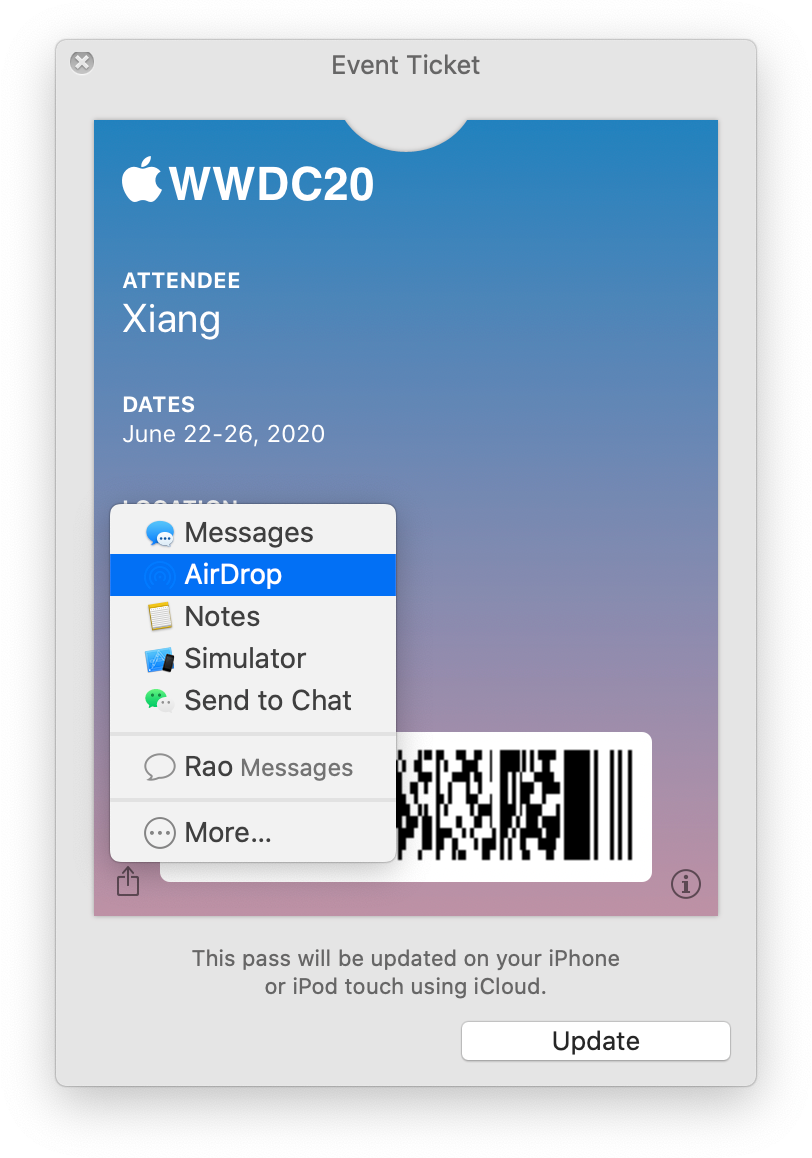 Event Ticket
WWDC20
ATTENDEE
Xiang
DATES
June 22-26, 2020
LOCATION
Messages
AirDrop
Notes
Simulator
Send to Chat
Rao Messages
More...
This pass will be updated on your iPhone
or iPod touch using iCloud.
Update